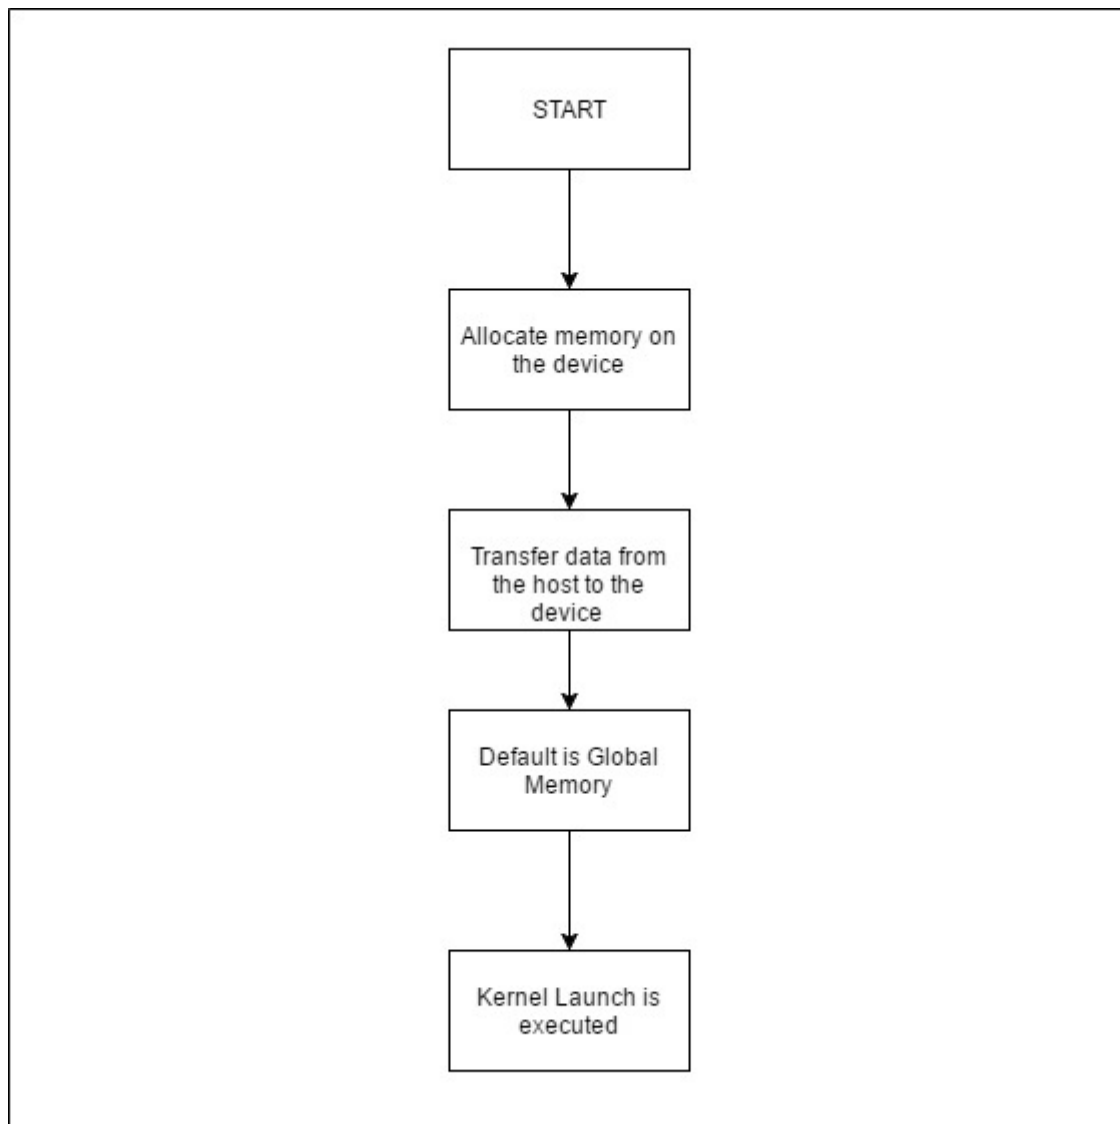 START
Allocate memory on
the device
Transfer data from
the host to the
device
Default is Global
Memory
Kernel Launch is
executed